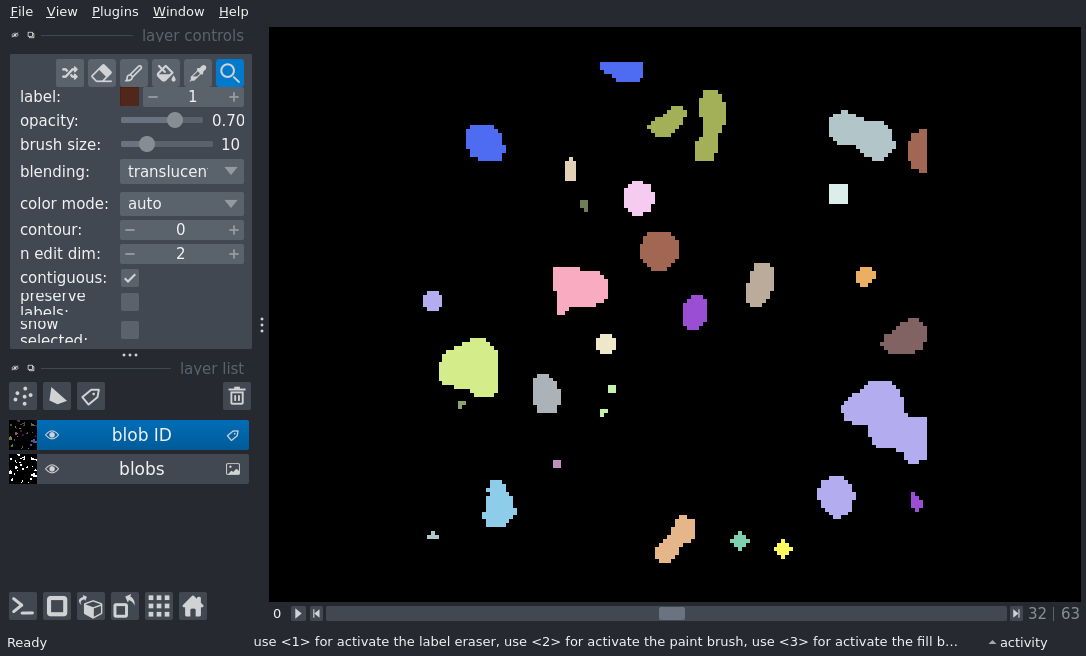 File View Plugins Window Help
layer controls
label: 1
opacity: 0.70
brush size: 10
blending: translucen
color mode: auto
contour: 0
n edit dim: 2
contiguous:
preserve
labels:
show
selected:
layer list
blob ID
blobs
0 32 | 63
Ready use <1> for activate the label eraser, use <2> for activate the paint brush, use <3> for activate the fill b... activity